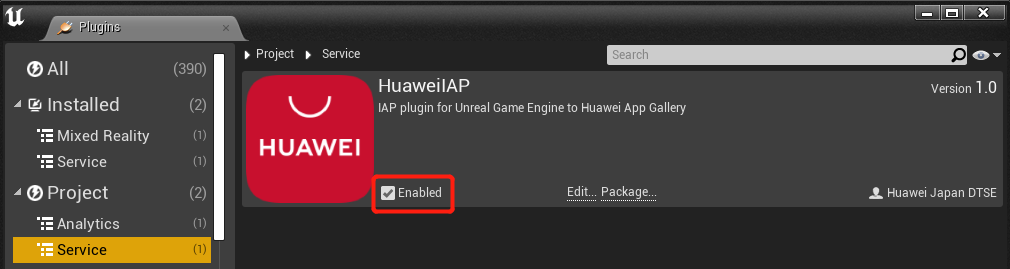 Plugins
All (390)
Installed (2)
Mixed Reality (1)
Service (1)
Project (2)
Analytics (1)
Service (1)
Project Service
Search
HUAWEI
HuaweiIAP
Version 1.0
IAP plugin for Unreal Game Engine to Huawei App Gallery
Enabled
Edit... Package...
Huawei Japan DTSE